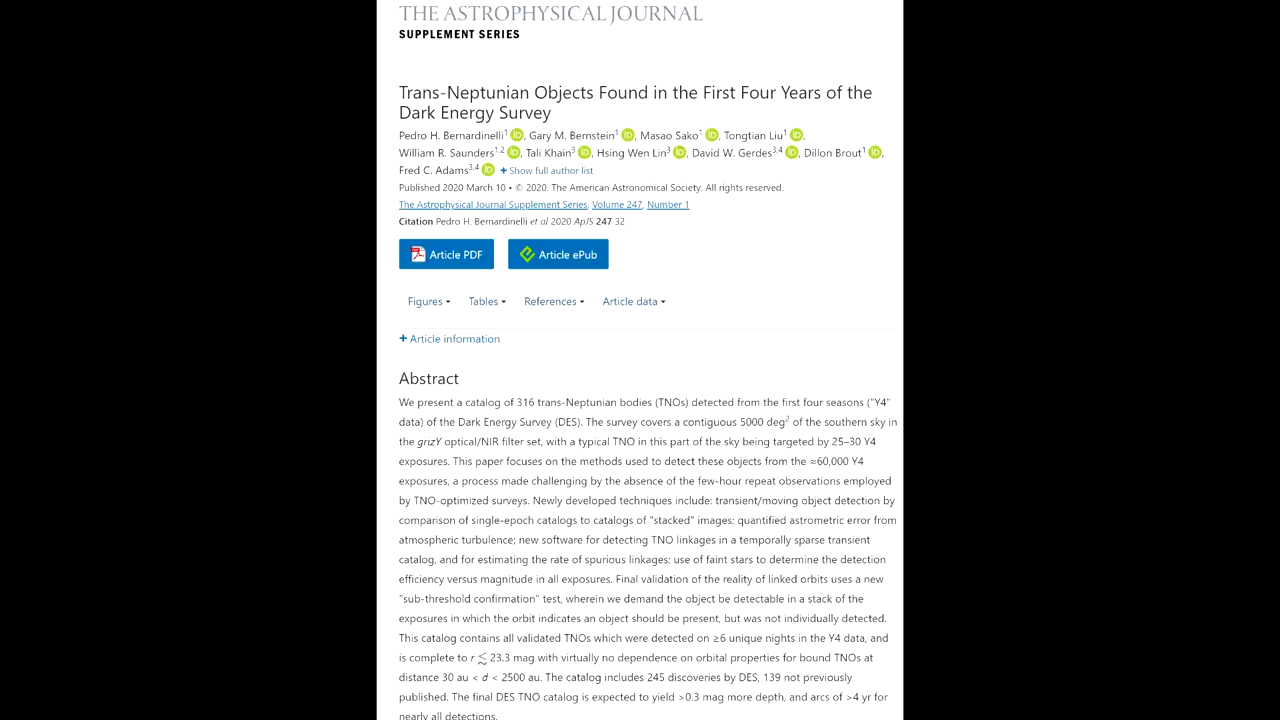 THE ASTROPHYSICAL JOURNAL
SUPPLEMENT SERIES
Trans-Neptunian Objects Found in the First Four Years of the
Dark Energy Survey
Pedro H. Bernardinelli¹ iD, Gary M. Bernstein¹ iD, Masao Sako¹ iD, Tongtian Liu¹ iD,
William R. Saunders¹,² iD, Tali Khain³ iD, Hsing Wen Lin³ iD, David W. Gerdes³,⁴ iD, Dillon Brout¹ iD,
Fred C. Adams³,⁴ iD + Show full author list
Published 2020 March 10 • © 2020. The American Astronomical Society. All rights reserved.
The Astrophysical Journal Supplement Series, Volume 247, Number 1
Citation Pedro H. Bernardinelli et al 2020 ApJS 247 32
PDF Article PDF Article ePub
Figures Tables References Article data
+ Article information
Abstract
We present a catalog of 316 trans-Neptunian bodies (TNOs) detected from the first four seasons ("Y4"
data) of the Dark Energy Survey (DES). The survey covers a contiguous 5000 deg² of the southern sky in
the grizY optical/NIR filter set, with a typical TNO in this part of the sky being targeted by 25–30 Y4
exposures. This paper focuses on the methods used to detect these objects from the ≈60,000 Y4
exposures, a process made challenging by the absence of the few-hour repeat observations employed
by TNO-optimized surveys. Newly developed techniques include: transient/moving object detection by
comparison of single-epoch catalogs to catalogs of "stacked" images; quantified astrometric error from
atmospheric turbulence; new software for detecting TNO linkages in a temporally sparse transient
catalog, and for estimating the rate of spurious linkages; use of faint stars to determine the detection
efficiency versus magnitude in all exposures. Final validation of the reality of linked orbits uses a new
"sub-threshold confirmation" test, wherein we demand the object be detectable in a stack of the
exposures in which the orbit indicates an object should be present, but was not individually detected.
This catalog contains all validated TNOs which were detected on ≥6 unique nights in the Y4 data, and
is complete to r ≲ 23.3 mag with virtually no dependence on orbital properties for bound TNOs at
distance 30 au < d < 2500 au. The catalog includes 245 discoveries by DES, 139 not previously
published. The final DES TNO catalog is expected to yield >0.3 mag more depth, and arcs of >4 yr for
nearly all detections.